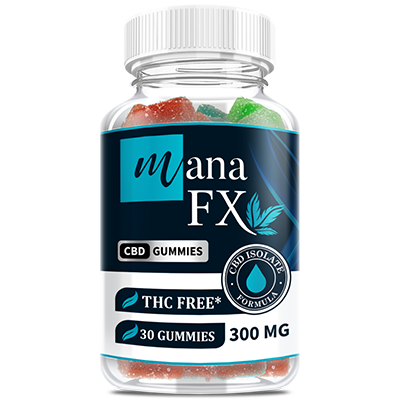 mana
FX
CBD GUMMIES
CBD ISOLATE
FORMULA
THC FREE*
30 GUMMIES 300 MG